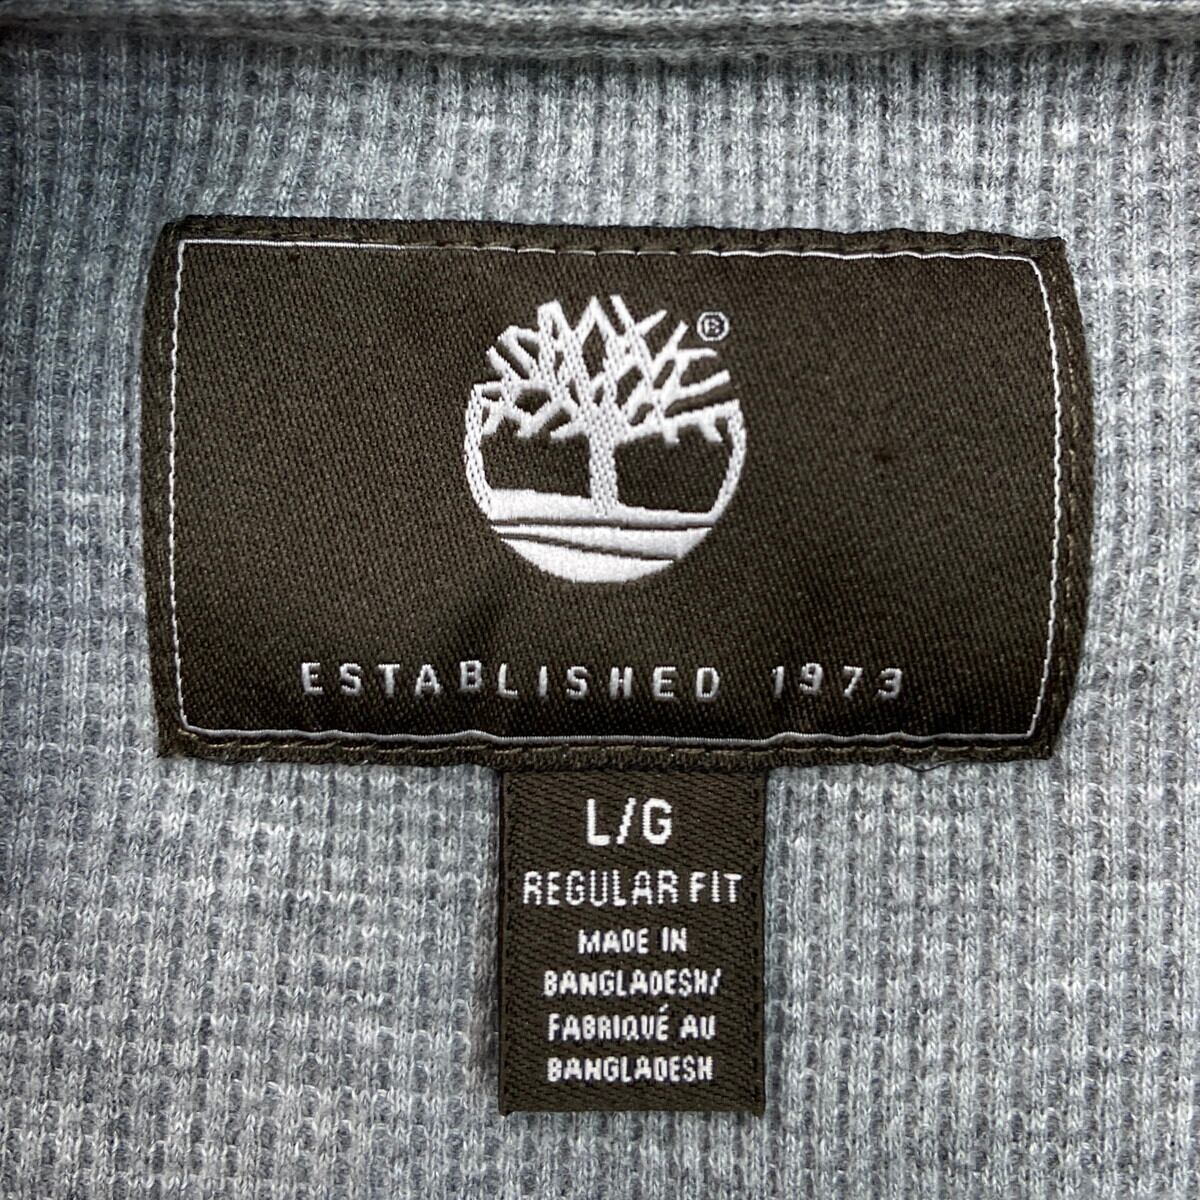 ®
ESTABLISHED 1973
L/G
REGULAR FIT
MADE IN
BANGLADESH/
FABRIQUÉ AU
BANGLADESH